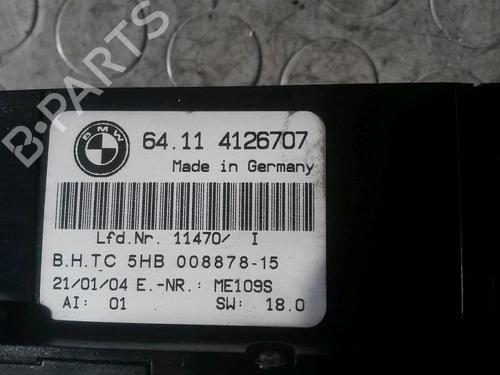 B-PARTS
BMW
64.11 4126707
Made in Germany
Lfd.Nr. 11470/ I
B.H.TC 5HB 008878-15
21/01/04 E.-NR.: ME109S
AI: 01 SW: 18.0